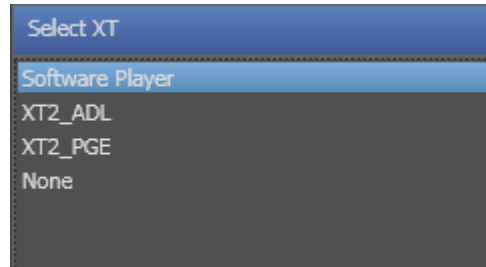 Select XT
Software Player
XT2_ADL
XT2_PGE
None